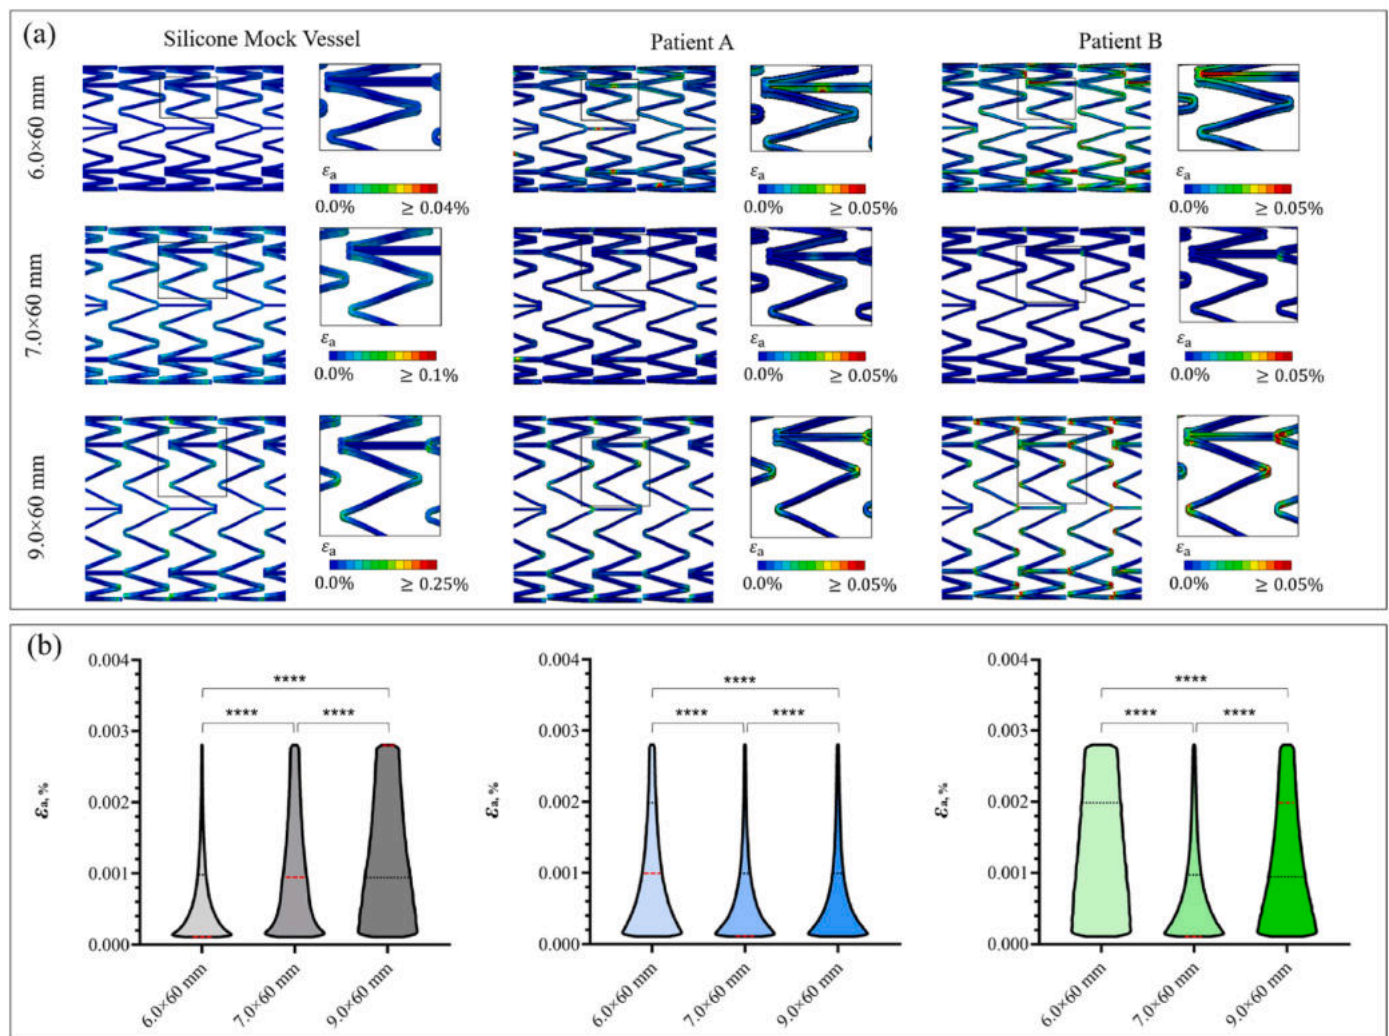 (a)
Silicone Mock Vessel
Patient A
Patient B
6.0×60 mm
εa
0.0% ≥ 0.04%
εa
0.0% ≥ 0.05%
εa
0.0% ≥ 0.05%
7.0×60 mm
εa
0.0% ≥ 0.1%
εa
0.0% ≥ 0.05%
εa
0.0% ≥ 0.05%
9.0×60 mm
εa
0.0% ≥ 0.25%
εa
0.0% ≥ 0.05%
εa
0.0% ≥ 0.05%
(b)
εa, %
0.004
0.003
0.002
0.001
0.000
****
**** ****
6.0×60 mm
7.0×60 mm
9.0×60 mm
εa, %
0.004
0.003
0.002
0.001
0.000
****
**** ****
6.0×60 mm
7.0×60 mm
9.0×60 mm
εa, %
0.004
0.003
0.002
0.001
0.000
****
**** ****
6.0×60 mm
7.0×60 mm
9.0×60 mm